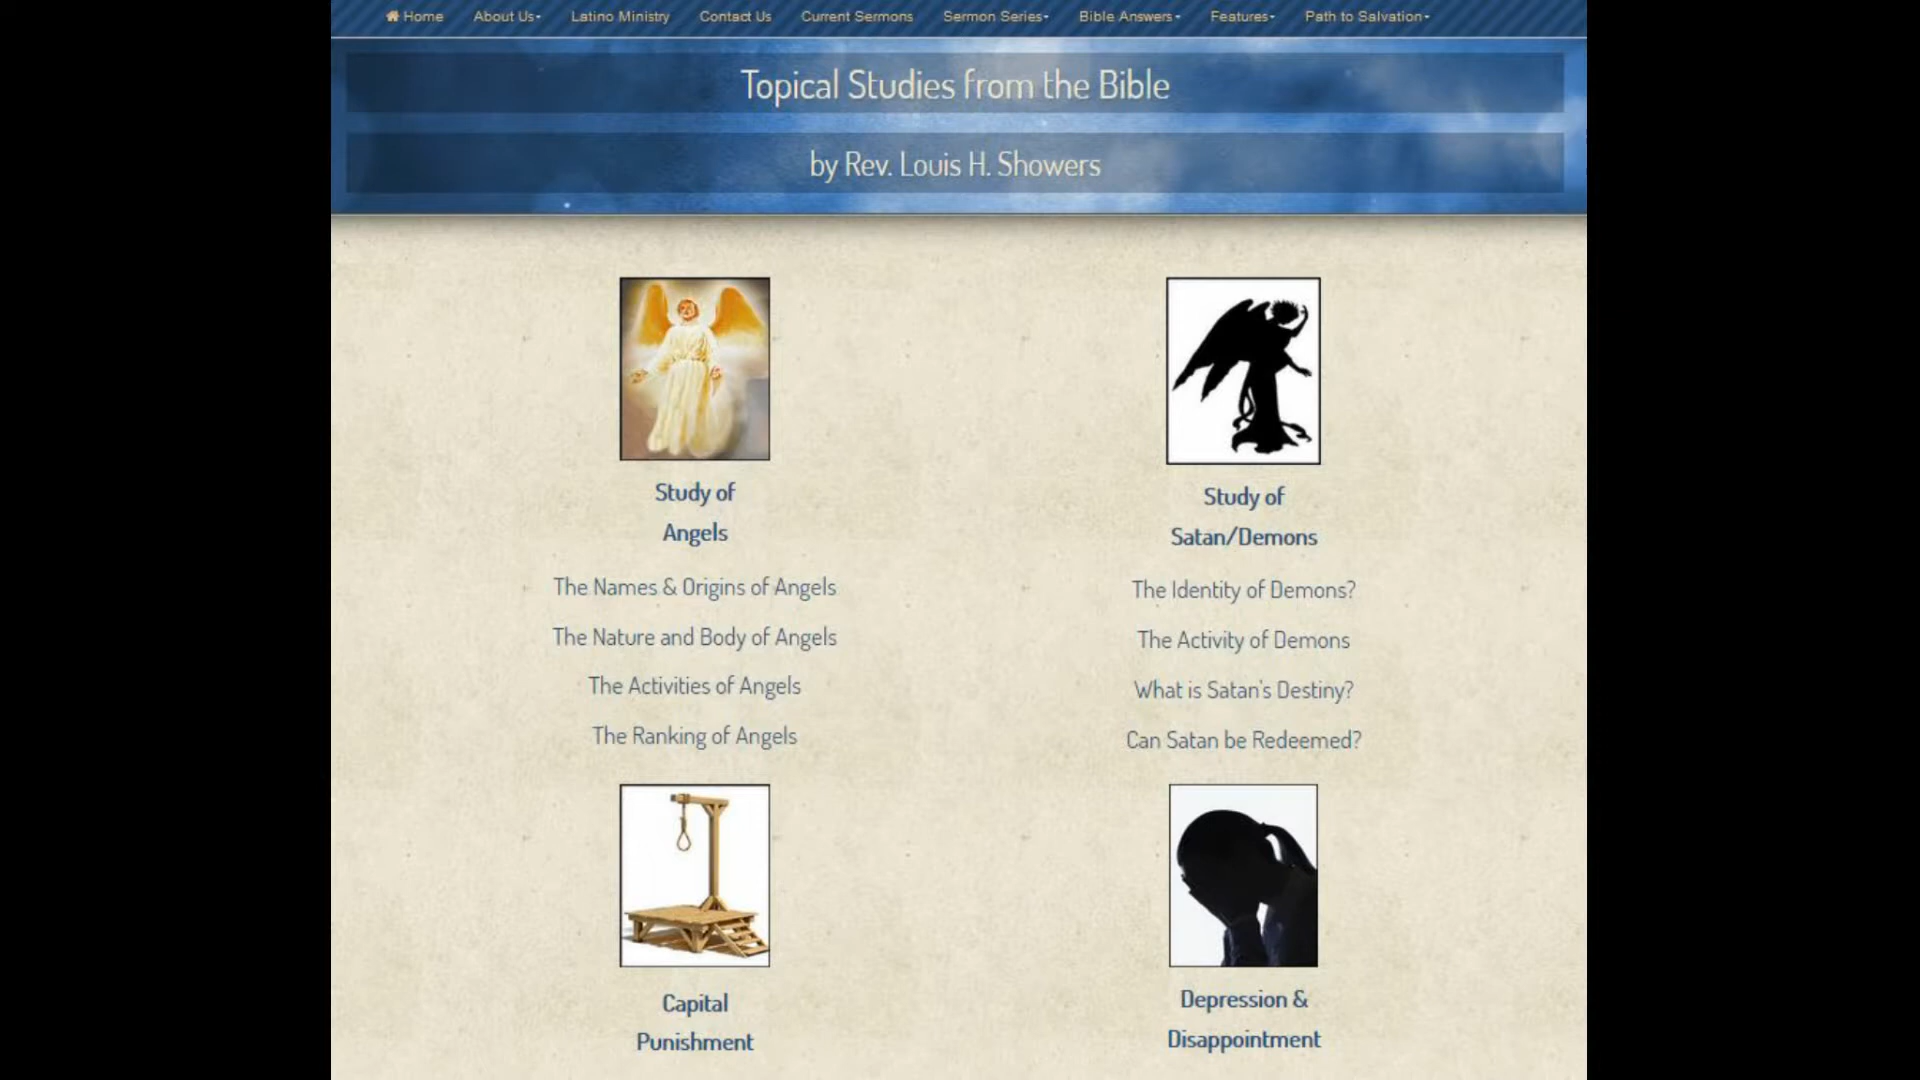 Home About Us Latino Ministry Contact Us Current Sermons Sermon Series Bible Answers Features Path to Salvation
Topical Studies from the Bible
by Rev. Louis H. Showers
Study of
Angels
The Names & Origins of Angels
The Nature and Body of Angels
The Activities of Angels
The Ranking of Angels
Study of
Satan/Demons
The Identity of Demons?
The Activity of Demons
What is Satan's Destiny?
Can Satan be Redeemed?
Capital
Punishment
Depression &
Disappointment